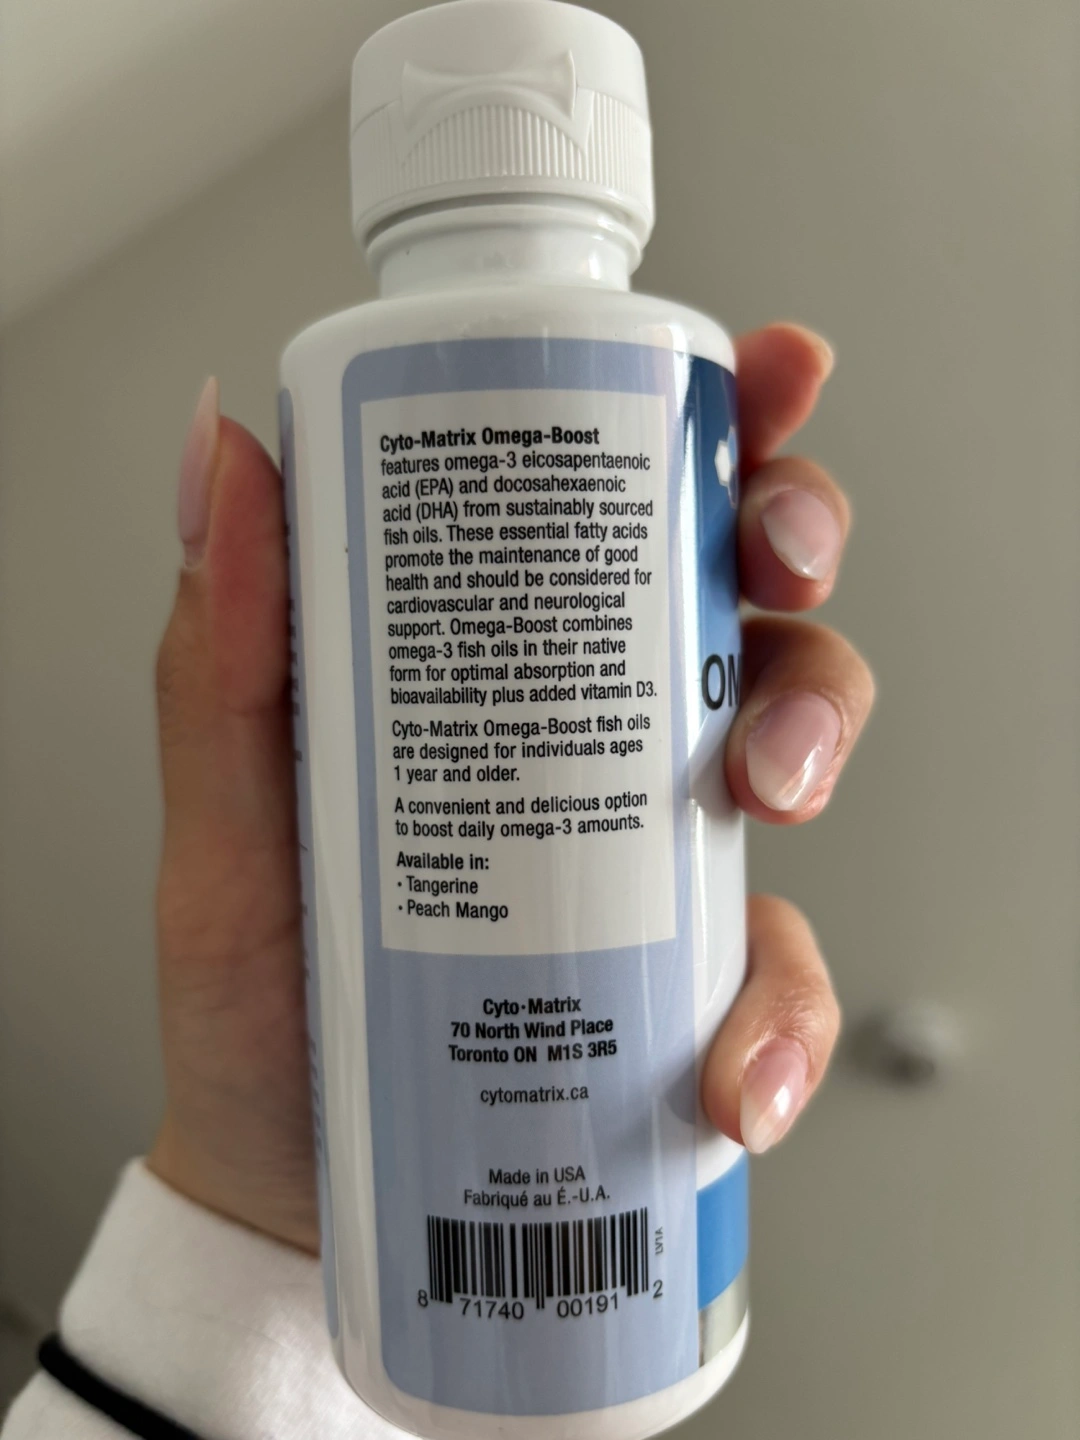 Cyto-Matrix Omega-Boost
features omega-3 eicosapentaenoic
acid (EPA) and docosahexaenoic
acid (DHA) from sustainably sourced
fish oils. These essential fatty acids
promote the maintenance of good
health and should be considered for
cardiovascular and neurological
support. Omega-Boost combines
omega-3 fish oils in their native
form for optimal absorption and
bioavailability plus added vitamin D3.
Cyto-Matrix Omega-Boost fish oils
are designed for individuals ages
1 year and older.
A convenient and delicious option
to boost daily omega-3 amounts.
Available in:
• Tangerine
• Peach Mango
Cyto•Matrix
70 North Wind Place
Toronto ON M1S 3R5
cytomatrix.ca
Made in USA
Fabriqué au É.-U.A.
LV1A
8 71740 00191 2
OM